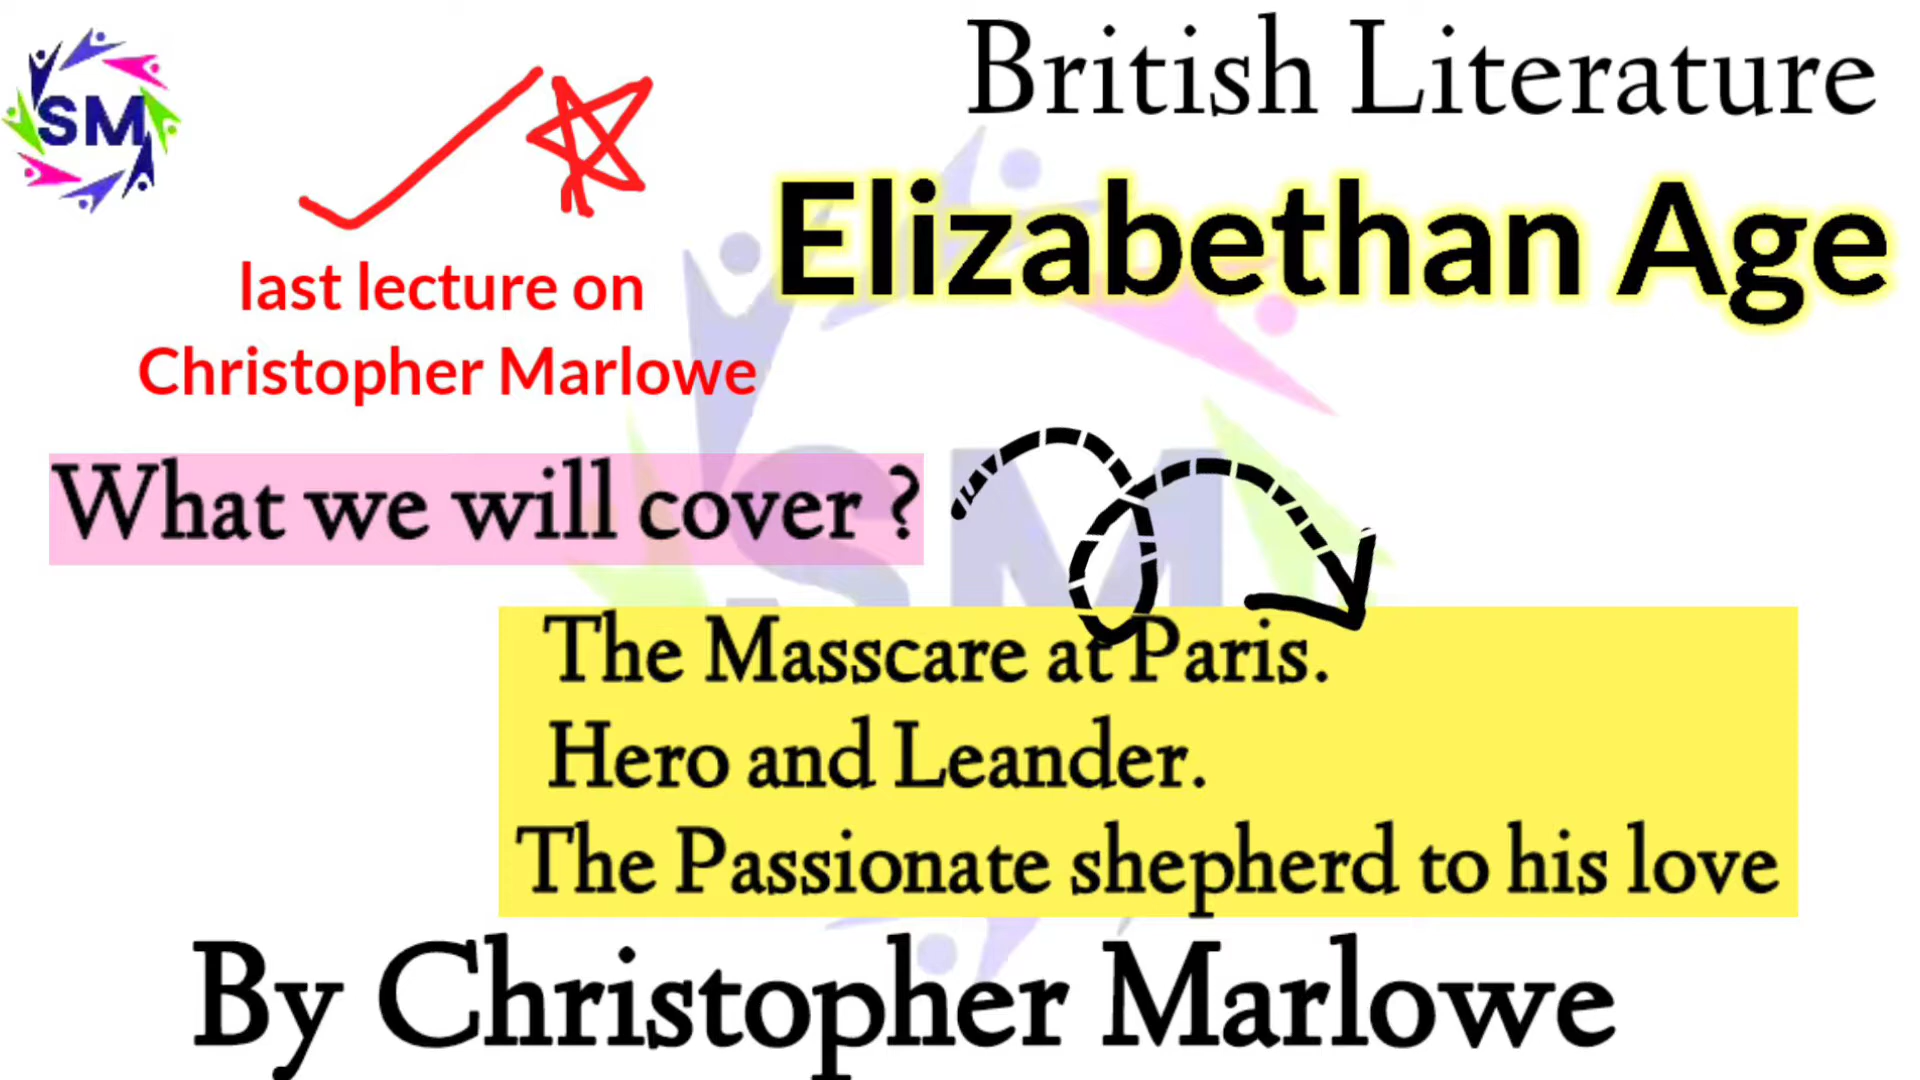 SM
British Literature
Elizabethan Age
last lecture on
Christopher Marlowe
What we will cover ?
SM
The Masscare at Paris.
Hero and Leander.
The Passionate shepherd to his love
By Christopher Marlowe